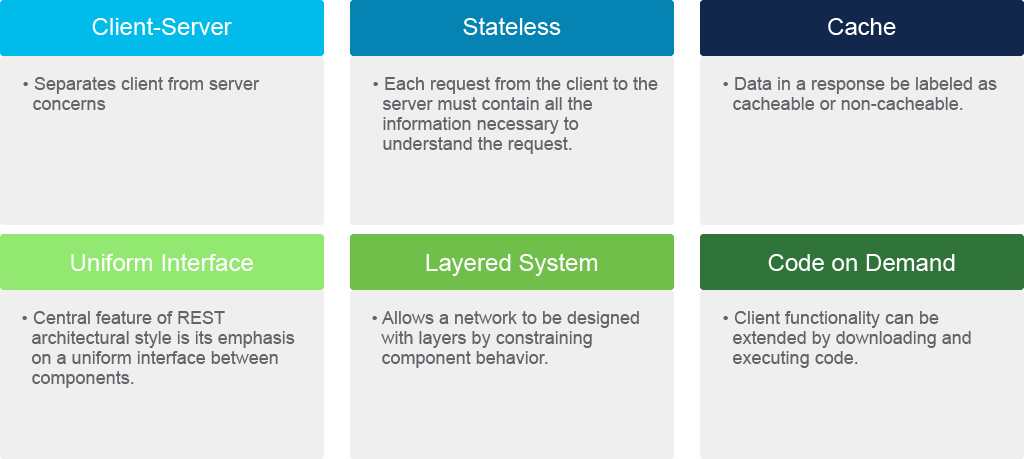 Client-Server
• Separates client from server
concerns
Stateless
• Each request from the client to the
server must contain all the
information necessary to
understand the request.
Cache
• Data in a response be labeled as
cacheable or non-cacheable.
Uniform Interface
• Central feature of REST
architectural style is its emphasis
on a uniform interface between
components.
Layered System
• Allows a network to be designed
with layers by constraining
component behavior.
Code on Demand
• Client functionality can be
extended by downloading and
executing code.